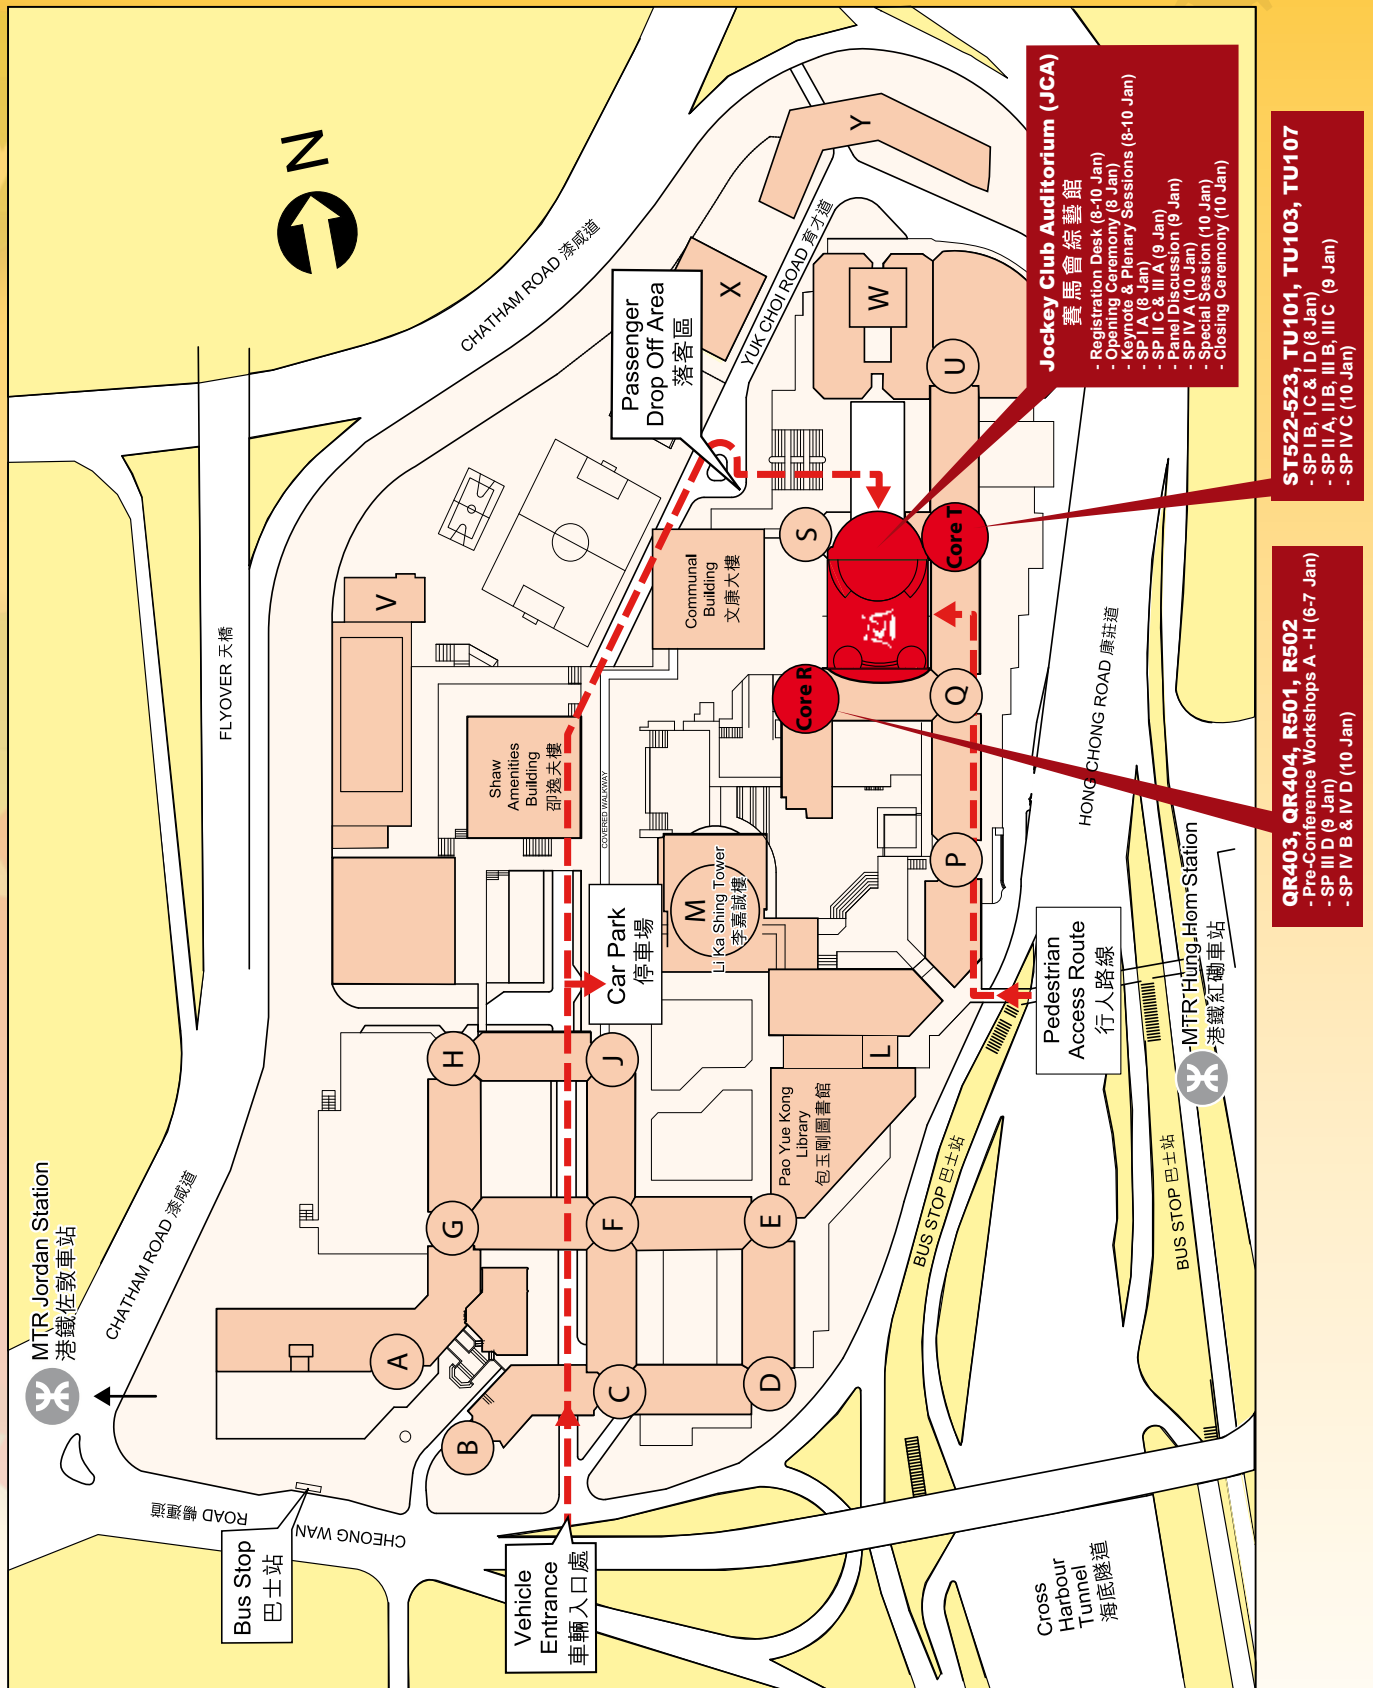 N
MTR Jordan Station
港鐵佐敦車站
CHATHAM ROAD 漆咸道
FLYOVER 天橋
CHATHAM ROAD 漆咸道
Bus Stop
巴士站
CHEONG WAN
ROAD 暢運道
Vehicle
Entrance
車輛入口處
A
B
C
D
E
F
G
H
J
L
M
P
Q
S
U
V
W
X
Y
Shaw
Amenities
Building
邵逸夫樓
COVERED WALKWAY
Car Park
停車場
Li Ka Shing Tower
李嘉誠樓
Pao Yue Kong
Library
包玉剛圖書館
Communal
Building
文康大樓
Passenger
Drop Off Area
落客區
YUK CHOI ROAD 育才道
Core R
Core T
HONG CHONG ROAD 康莊道
Pedestrian
Access Route
行人路線
MTR Hung Hom Station
港鐵紅磡車站
BUS STOP 巴士站
BUS STOP 巴士站
Cross
Harbour
Tunnel
海底隧道
Jockey Club Auditorium (JCA)
賽馬會綜藝館
- Registration Desk (8-10 Jan)
- Opening Ceremony (8 Jan)
- Keynote & Plenary Sessions (8-10 Jan)
- SP I A (8 Jan)
- SP II C & III A (9 Jan)
- Panel Discussion (9 Jan)
- SP IV A (10 Jan)
- Special Session (10 Jan)
- Closing Ceremony (10 Jan)
ST522-523, TU101, TU103, TU107
- SP I B, I C & I D (8 Jan)
- SP II A, II B, III B, III C (9 Jan)
- SP IV C (10 Jan)
QR403, QR404, R501, R502
- Pre-Conference Workshops A - H (6-7 Jan)
- SP III D (9 Jan)
- SP IV B & IV D (10 Jan)